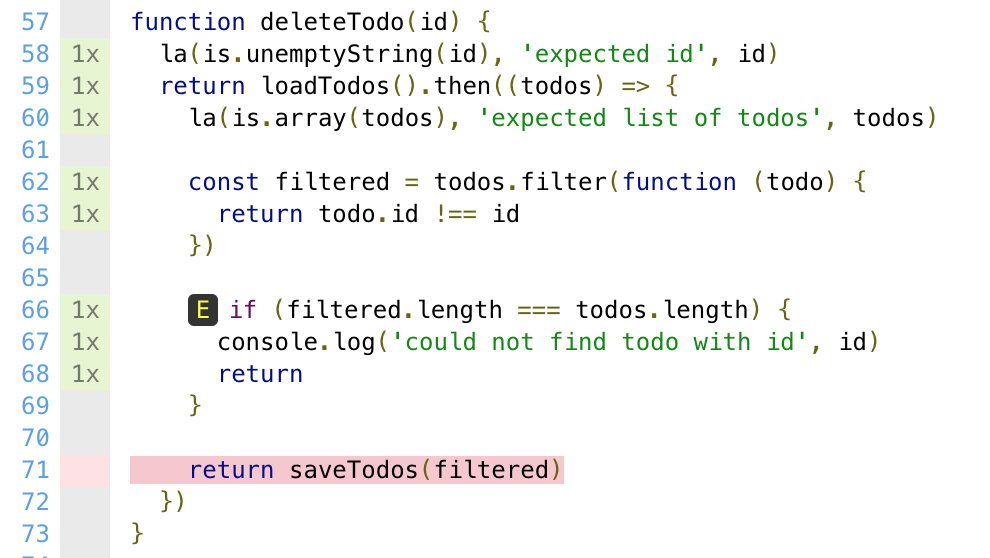 57 function deleteTodo(id) {
58 1x la(is.unemptyString(id), 'expected id', id)
59 1x return loadTodos().then((todos) => {
60 1x la(is.array(todos), 'expected list of todos', todos)
61
62 1x const filtered = todos.filter(function (todo) {
63 1x return todo.id !== id
64 })
65
66 1x E if (filtered.length === todos.length) {
67 1x console.log('could not find todo with id', id)
68 1x return
69 }
70
71 return saveTodos(filtered)
72 })
73 }